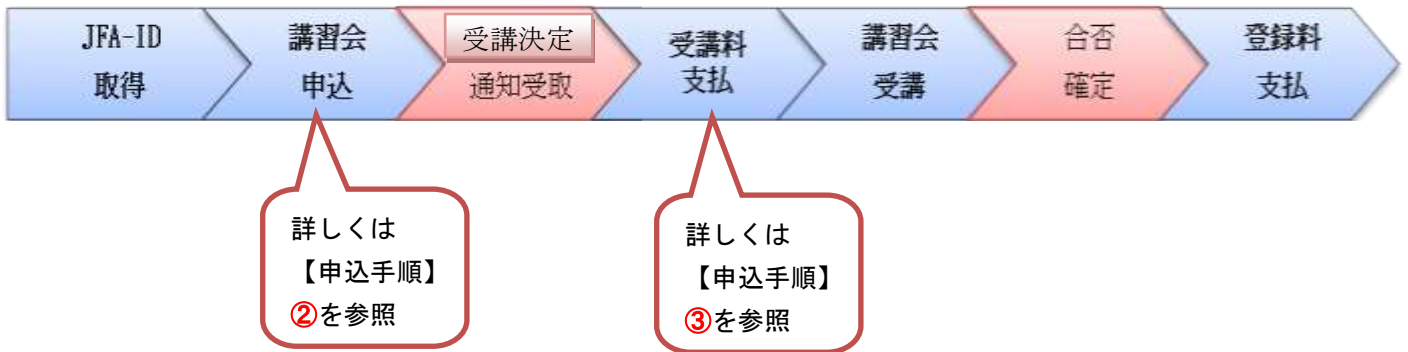 JFA-ID
取得
講習会
申込
受講決定
通知受取
受講料
支払
講習会
受講
合否
確定
登録料
支払
詳しくは
【申込手順】
②を参照
詳しくは
【申込手順】
③を参照